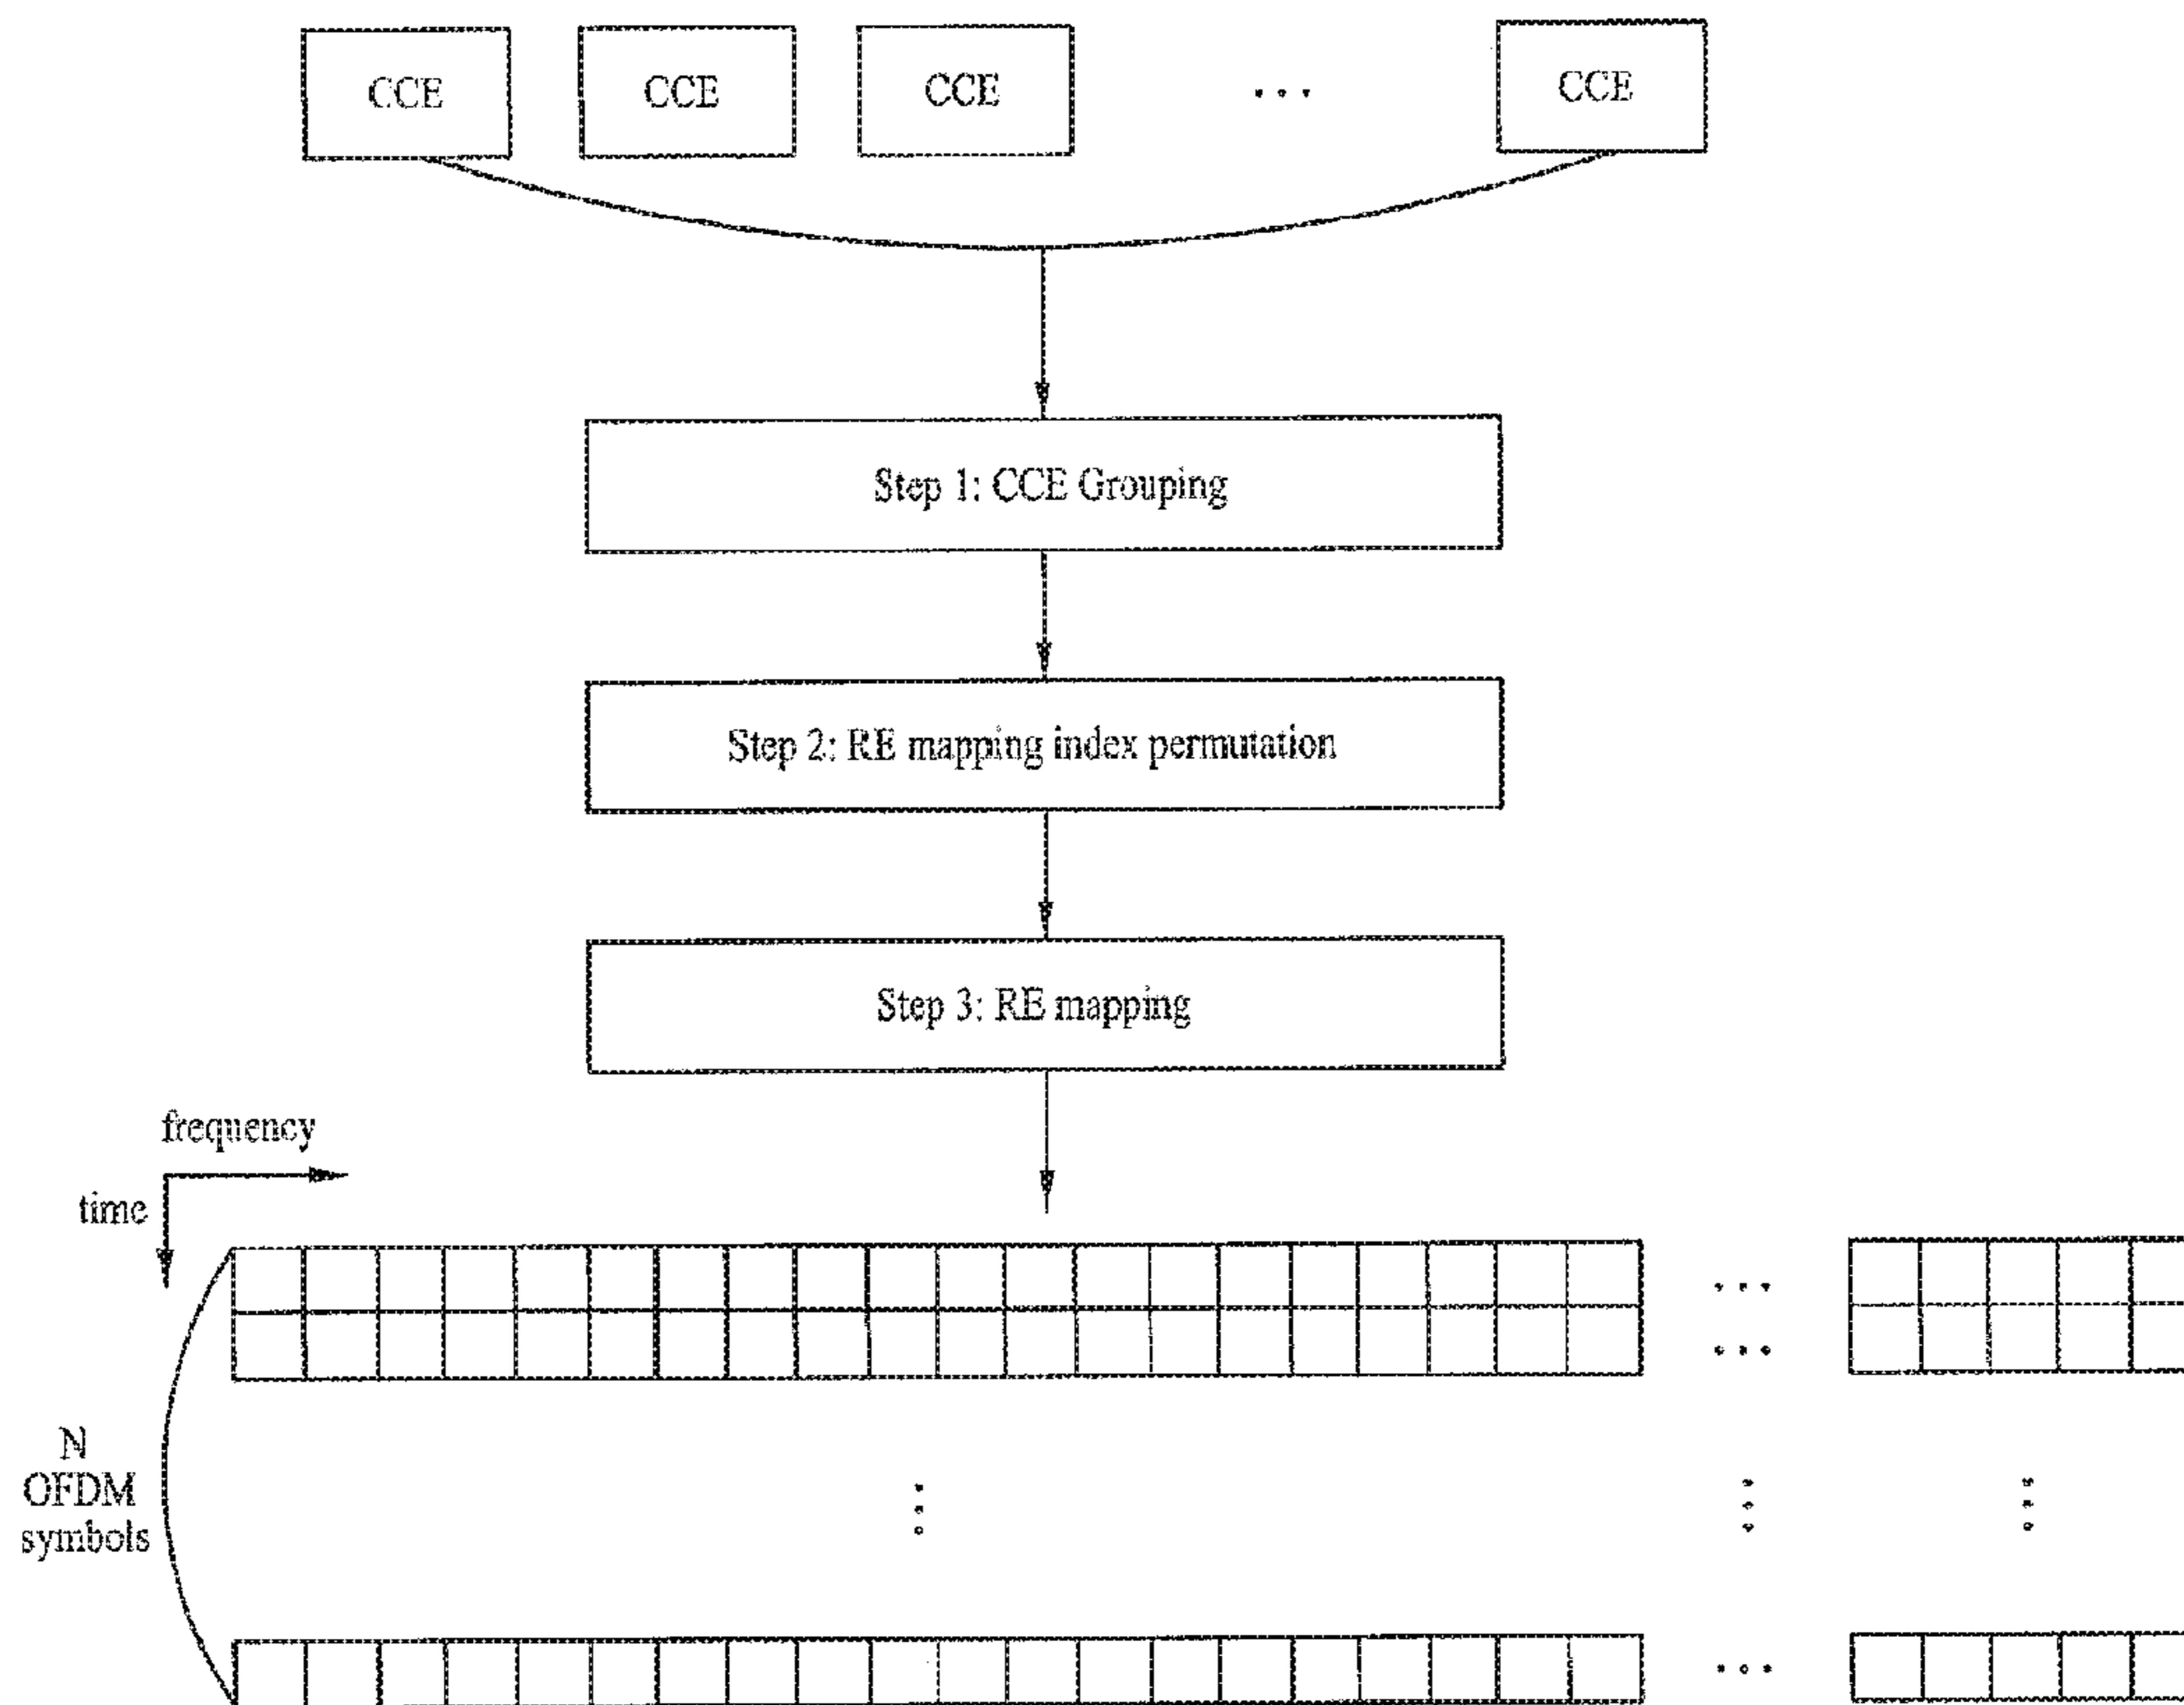 CCE CCE CCE ... CCE
Step 1: CCE Grouping
Step 2: RE mapping index permutation
Step 3: RE mapping
frequency
time
... 
...
N
OFDM
symbols
...